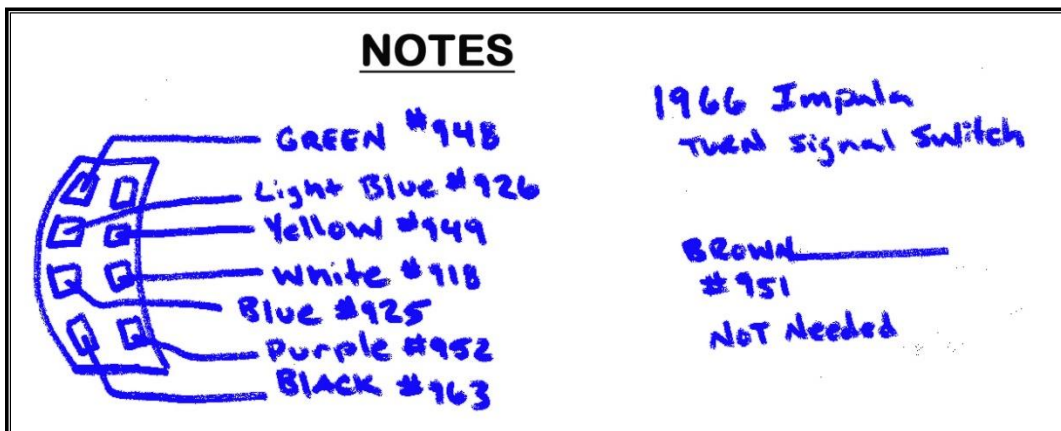 NOTES
GREEN #948
Light Blue #926
Yellow #949
White #918
Blue #925
Purple #952
BLACK #963
1966 Impala
TURN Signal Switch
BROWN
#951
NOT Needed